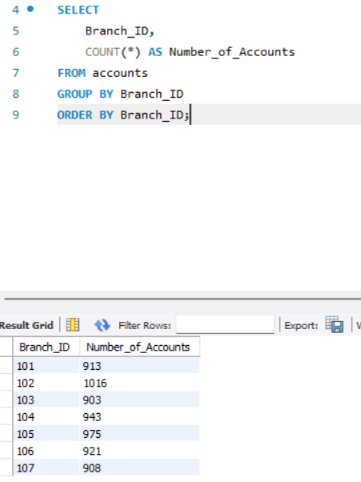 4 SELECT
5 Branch_ID,
6 COUNT(*) AS Number_of_Accounts
7 FROM accounts
8 GROUP BY Branch_ID
9 ORDER BY Branch_ID;
Result Grid Filter Rows: Export:
Branch_ID Number_of_Accounts
101 913
102 1016
103 903
104 943
105 975
106 921
107 908